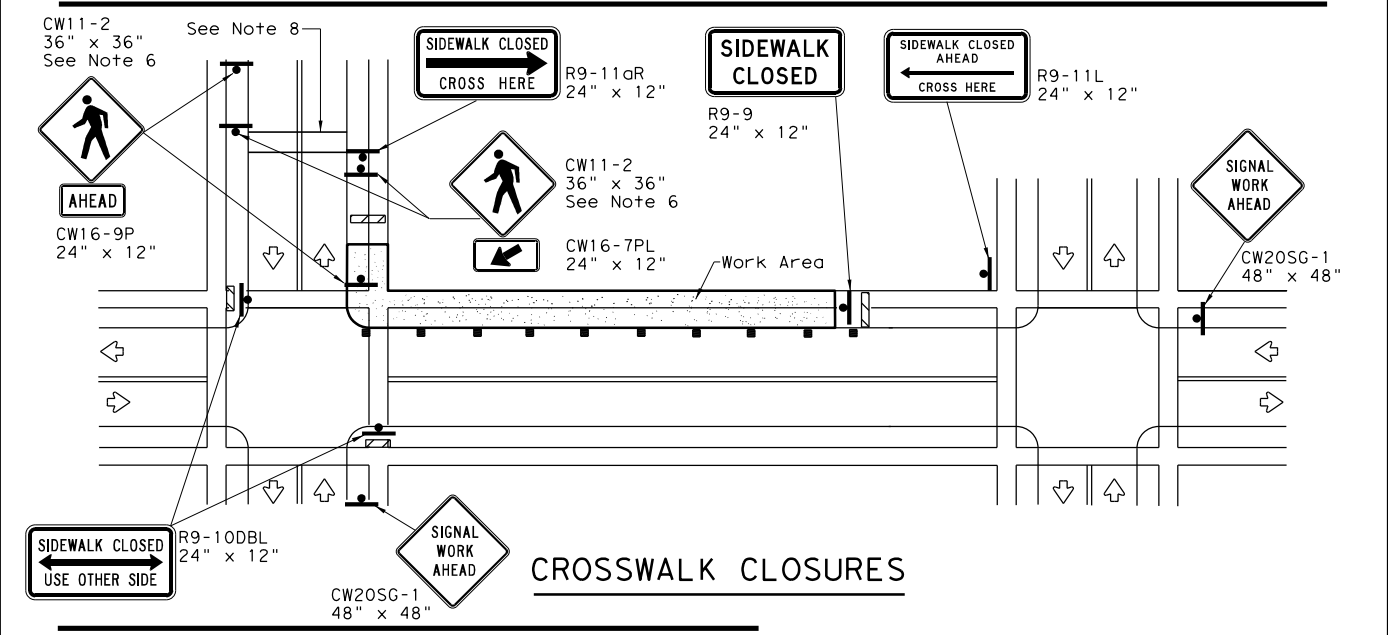 CW11-2
36" x 36"
See Note 6
See Note 8
AHEAD
CW16-9P
24" x 12"
SIDEWALK CLOSED
CROSS HERE
R9-11aR
24" x 12"
CW11-2
36" x 36"
See Note 6
CW16-7PL
24" x 12"
SIDEWALK
CLOSED
R9-9
24" x 12"
SIDEWALK CLOSED
AHEAD
CROSS HERE
R9-11L
24" x 12"
SIGNAL
WORK
AHEAD
CW20SG-1
48" x 48"
Work Area
SIDEWALK CLOSED
USE OTHER SIDE
R9-10DBL
24" x 12"
SIGNAL
WORK
AHEAD
CW20SG-1
48" x 48"
CROSSWALK CLOSURES